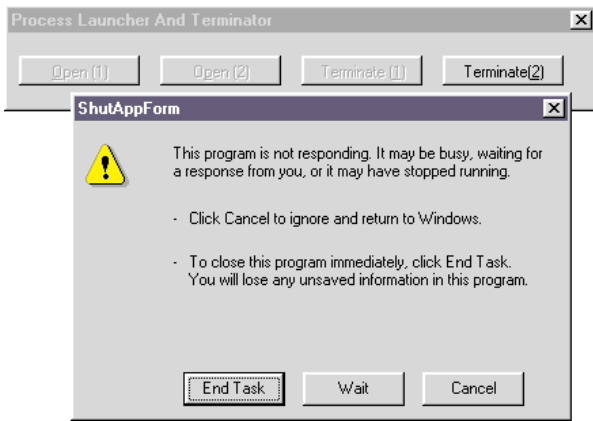 Process Launcher And Terminator
Open (1) Open (2) Terminate (1) Terminate(2)
ShutAppForm
This program is not responding. It may be busy, waiting for
a response from you, or it may have stopped running.
- Click Cancel to ignore and return to Windows.
- To close this program immediately, click End Task.
You will lose any unsaved information in this program.
End Task Wait Cancel